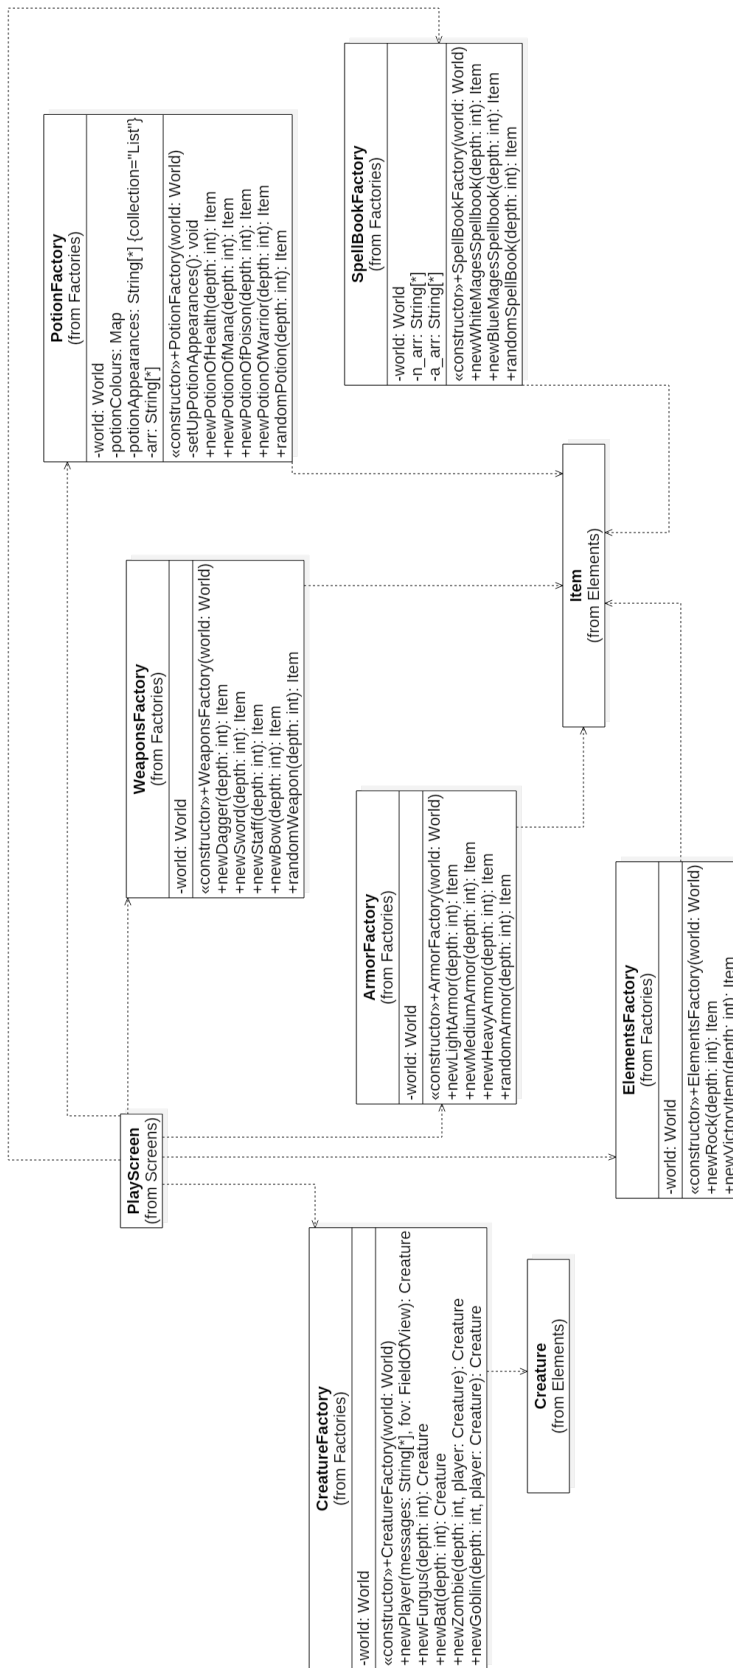 PotionFactory
(from Factories)
-world: World
-potionColours: Map
-potionAppearances: String[*] {collection="List"}
-arr: String[*]
«constructor»+PotionFactory(world: World)
-setUpPotionAppearances(): void
+newPotionOfHealth(depth: int): Item
+newPotionOfMana(depth: int): Item
+newPotionOfPoison(depth: int): Item
+newPotionOfWarrior(depth: int): Item
+randomPotion(depth: int): Item
SpellBookFactory
(from Factories)
-world: World
-n_arr: String[*]
-a_arr: String[*]
«constructor»+SpellBookFactory(world: World)
+newWhiteMagesSpellbook(depth: int): Item
+newBlueMagesSpellbook(depth: int): Item
+randomSpellBook(depth: int): Item
WeaponsFactory
(from Factories)
-world: World
«constructor»+WeaponsFactory(world: World)
+newDagger(depth: int): Item
+newSword(depth: int): Item
+newStaff(depth: int): Item
+newBow(depth: int): Item
+randomWeapon(depth: int): Item
Item
(from Elements)
ArmorFactory
(from Factories)
-world: World
«constructor»+ArmorFactory(world: World)
+newLightArmor(depth: int): Item
+newMediumArmor(depth: int): Item
+newHeavyArmor(depth: int): Item
+randomArmor(depth: int): Item
ElementsFactory
(from Factories)
-world: World
«constructor»+ElementsFactory(world: World)
+newRock(depth: int): Item
+newVictoryItem(depth: int): Item
PlayScreen
(from Screens)
CreatureFactory
(from Factories)
-world: World
«constructor»+CreatureFactory(world: World)
+newPlayer(messages: String[*], fov: FieldOfView): Creature
+newFungus(depth: int): Creature
+newBat(depth: int): Creature
+newZombie(depth: int, player: Creature): Creature
+newGoblin(depth: int, player: Creature): Creature
Creature
(from Elements)